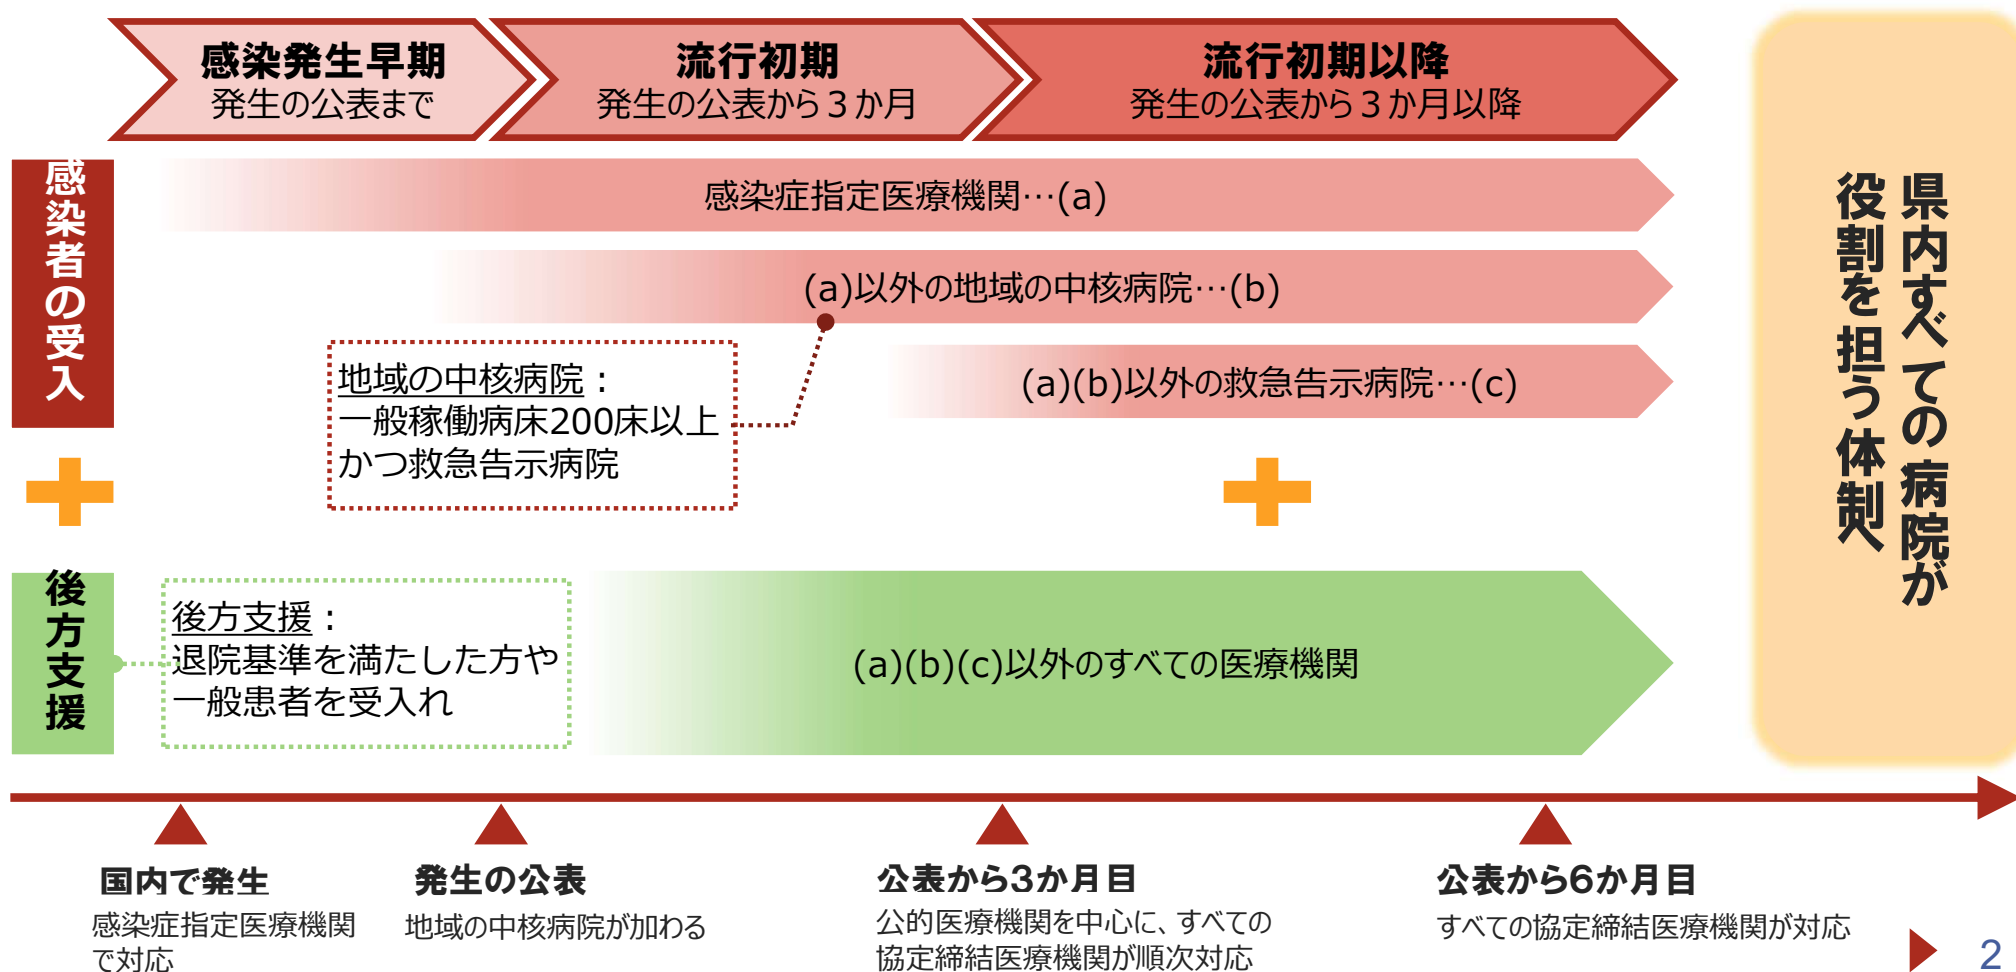 感染発生早期
発生の公表まで
流行初期
発生の公表から3か月
流行初期以降
発生の公表から3か月以降
感染者の受入
感染症指定医療機関…(a)
(a)以外の地域の中核病院…(b)
(a)(b)以外の救急告示病院…(c)
地域の中核病院：
一般稼働病床200床以上
かつ救急告示病院
後方支援
後方支援：
退院基準を満たした方や
一般患者を受入れ
(a)(b)(c)以外のすべての医療機関
県内すべての病院が
役割を担う体制へ
国内で発生
感染症指定医療機関
で対応
発生の公表
地域の中核病院が加わる
公表から3か月目
公的医療機関を中心に、すべての
協定締結医療機関が順次対応
公表から6か月目
すべての協定締結医療機関が対応
2